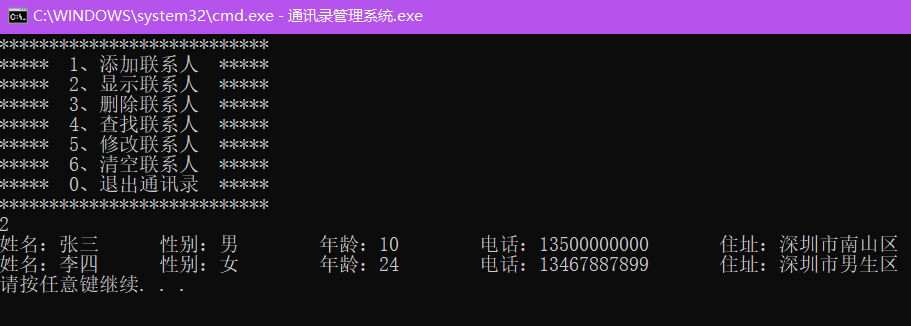 C:\WINDOWS\system32\cmd.exe - 通讯录管理系统.exe
***************************
*****  1、添加联系人  *****
*****  2、显示联系人  *****
*****  3、删除联系人  *****
*****  4、查找联系人  *****
*****  5、修改联系人  *****
*****  6、清空联系人  *****
*****  0、退出通讯录  *****
***************************
2
姓名：张三      性别：男        年龄：10        电话：13500000000       住址：深圳市南山区
姓名：李四      性别：女        年龄：24        电话：13467887899       住址：深圳市男生区
请按任意键继续. . .